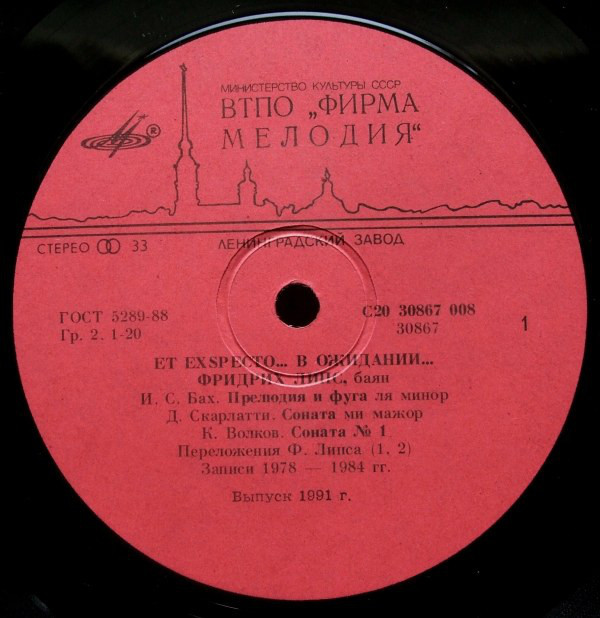 МИНИСТЕРСТВО КУЛЬТУРЫ СССР
ВТПО „ФИРМА
МЕЛОДИЯ“
®
СТЕРЕО 33
ЛЕНИНГРАДСКИЙ ЗАВОД
ГОСТ 5289-88
Гр. 2. 1-20
С20 30867 008
30867
1
ET EXSPECTO... В ОЖИДАНИИ...
ФРИДРИХ ЛИПС, баян
И. С. Бах. Прелюдия и фуга ля минор
Д. Скарлатти. Соната ми мажор
К. Волков. Соната № 1
Переложения Ф. Липса (1, 2)
Записи 1978 — 1984 гг.
Выпуск 1991 г.